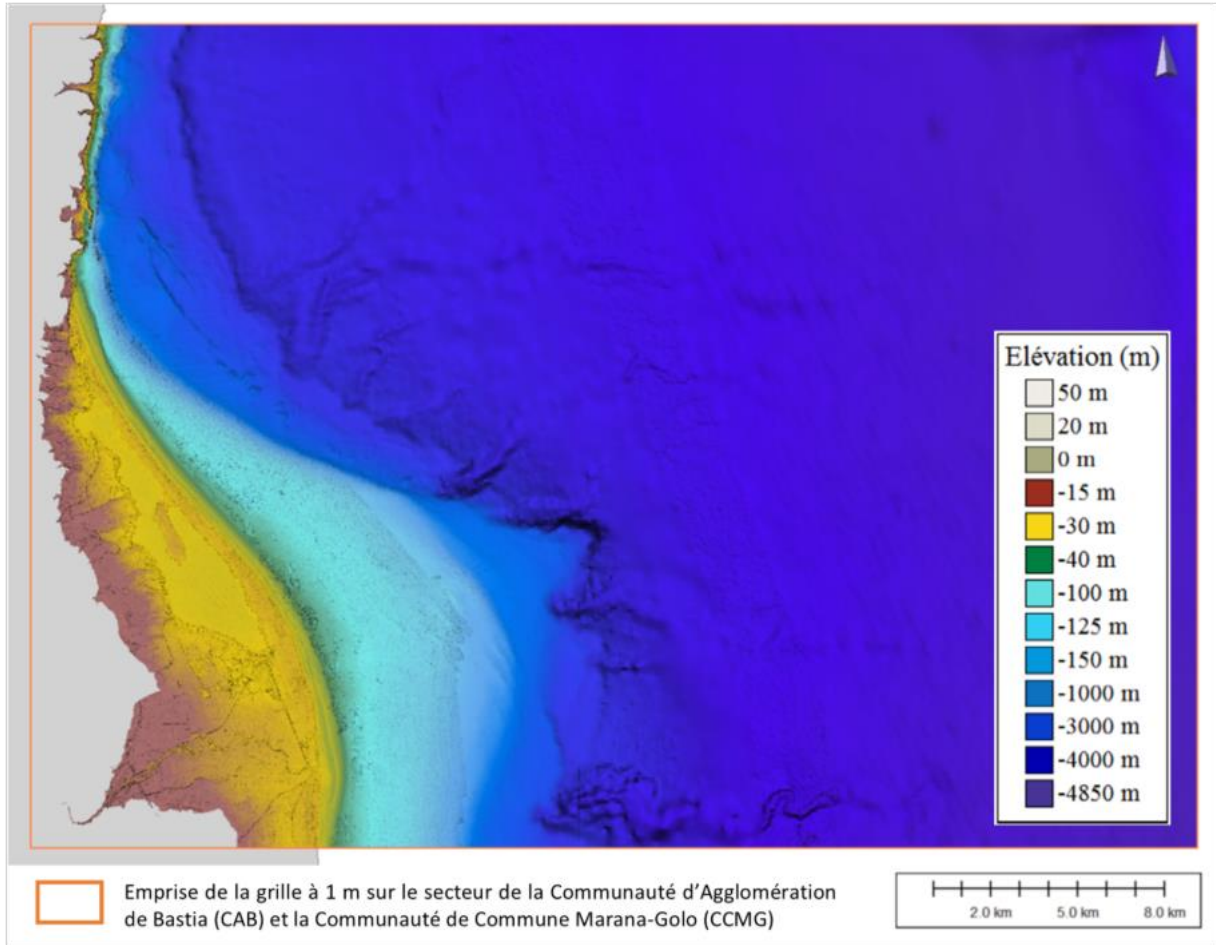 Elévation (m)
50 m
20 m
0 m
-15 m
-30 m
-40 m
-100 m
-125 m
-150 m
-1000 m
-3000 m
-4000 m
-4850 m
Emprise de la grille à 1 m sur le secteur de la Communauté d'Agglomération
de Bastia (CAB) et la Communauté de Commune Marana-Golo (CCMG)
2.0 km 5.0 km 8.0 km